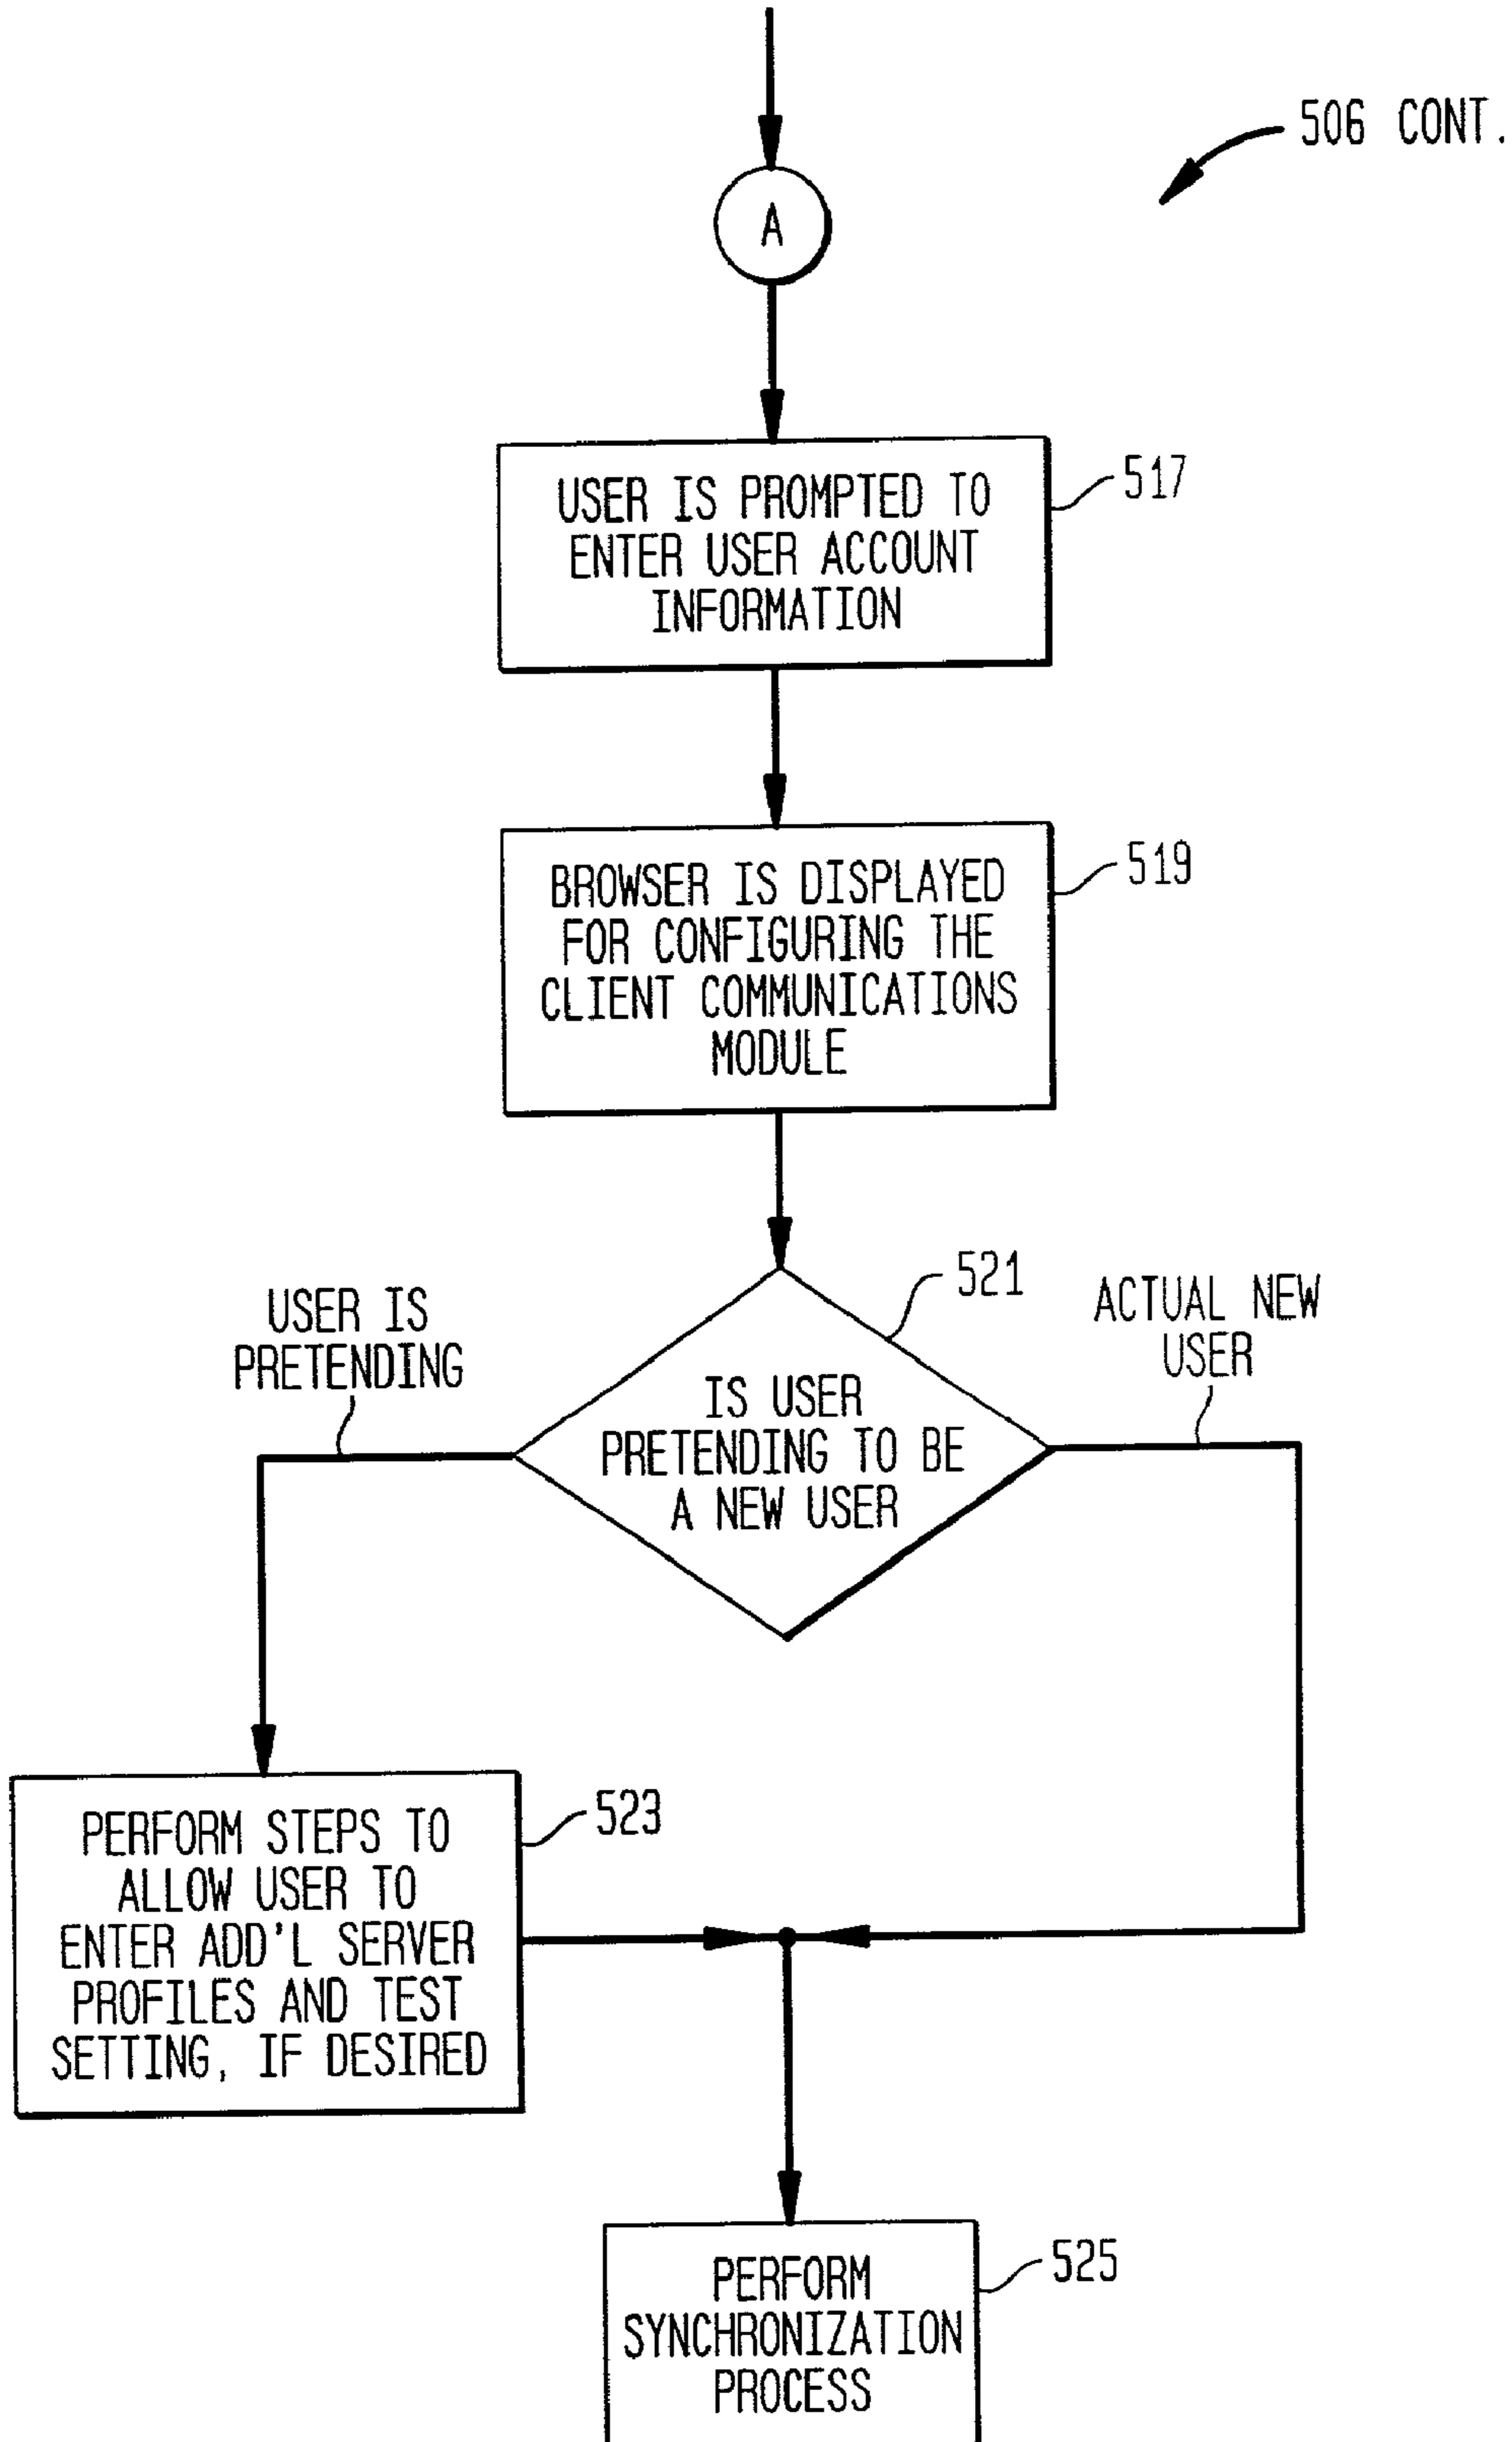 506 CONT.
A
517
USER IS PROMPTED TO
ENTER USER ACCOUNT
INFORMATION
519
BROWSER IS DISPLAYED
FOR CONFIGURING THE
CLIENT COMMUNICATIONS
MODULE
521
USER IS
PRETENDING
ACTUAL NEW
USER
IS USER
PRETENDING TO BE
A NEW USER
523
PERFORM STEPS TO
ALLOW USER TO
ENTER ADD'L SERVER
PROFILES AND TEST
SETTING, IF DESIRED
525
PERFORM
SYNCHRONIZATION
PROCESS